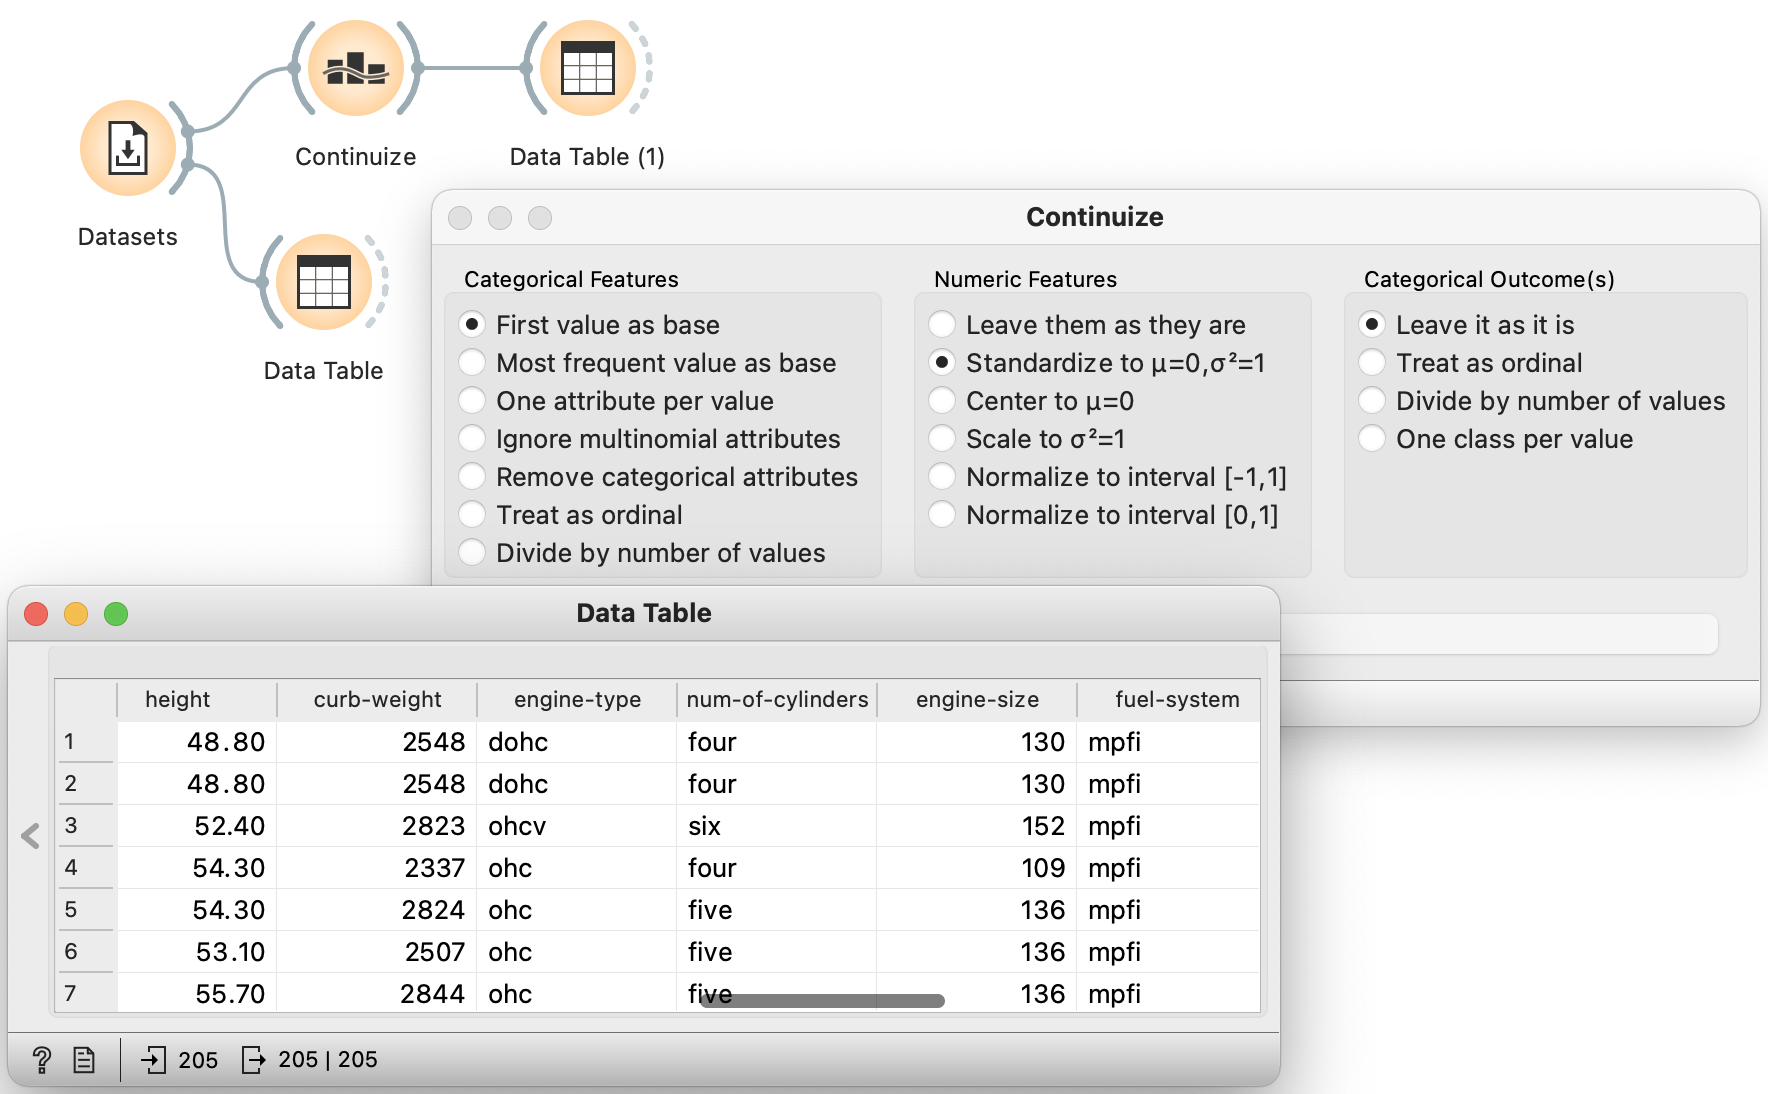 Continuize
Data Table (1)
Datasets
Data Table
Continuize
Categorical Features
First value as base
Most frequent value as base
One attribute per value
Ignore multinomial attributes
Remove categorical attributes
Treat as ordinal
Divide by number of values
Numeric Features
Leave them as they are
Standardize to μ=0,σ²=1
Center to μ=0
Scale to σ²=1
Normalize to interval [-1,1]
Normalize to interval [0,1]
Categorical Outcome(s)
Leave it as it is
Treat as ordinal
Divide by number of values
One class per value
Data Table
height curb-weight engine-type num-of-cylinders engine-size fuel-system
1 48.80 2548 dohc four 130 mpfi
2 48.80 2548 dohc four 130 mpfi
3 52.40 2823 ohcv six 152 mpfi
4 54.30 2337 ohc four 109 mpfi
5 54.30 2824 ohc five 136 mpfi
6 53.10 2507 ohc five 136 mpfi
7 55.70 2844 ohc five 136 mpfi
? 205 205 | 205